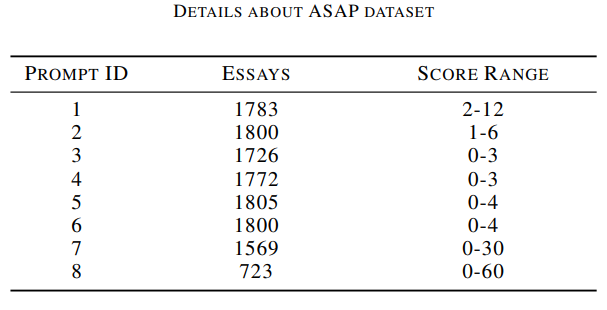 DETAILS ABOUT ASAP DATASET
PROMPT ID ESSAYS SCORE RANGE
1 1783 2-12
2 1800 1-6
3 1726 0-3
4 1772 0-3
5 1805 0-4
6 1800 0-4
7 1569 0-30
8 723 0-60